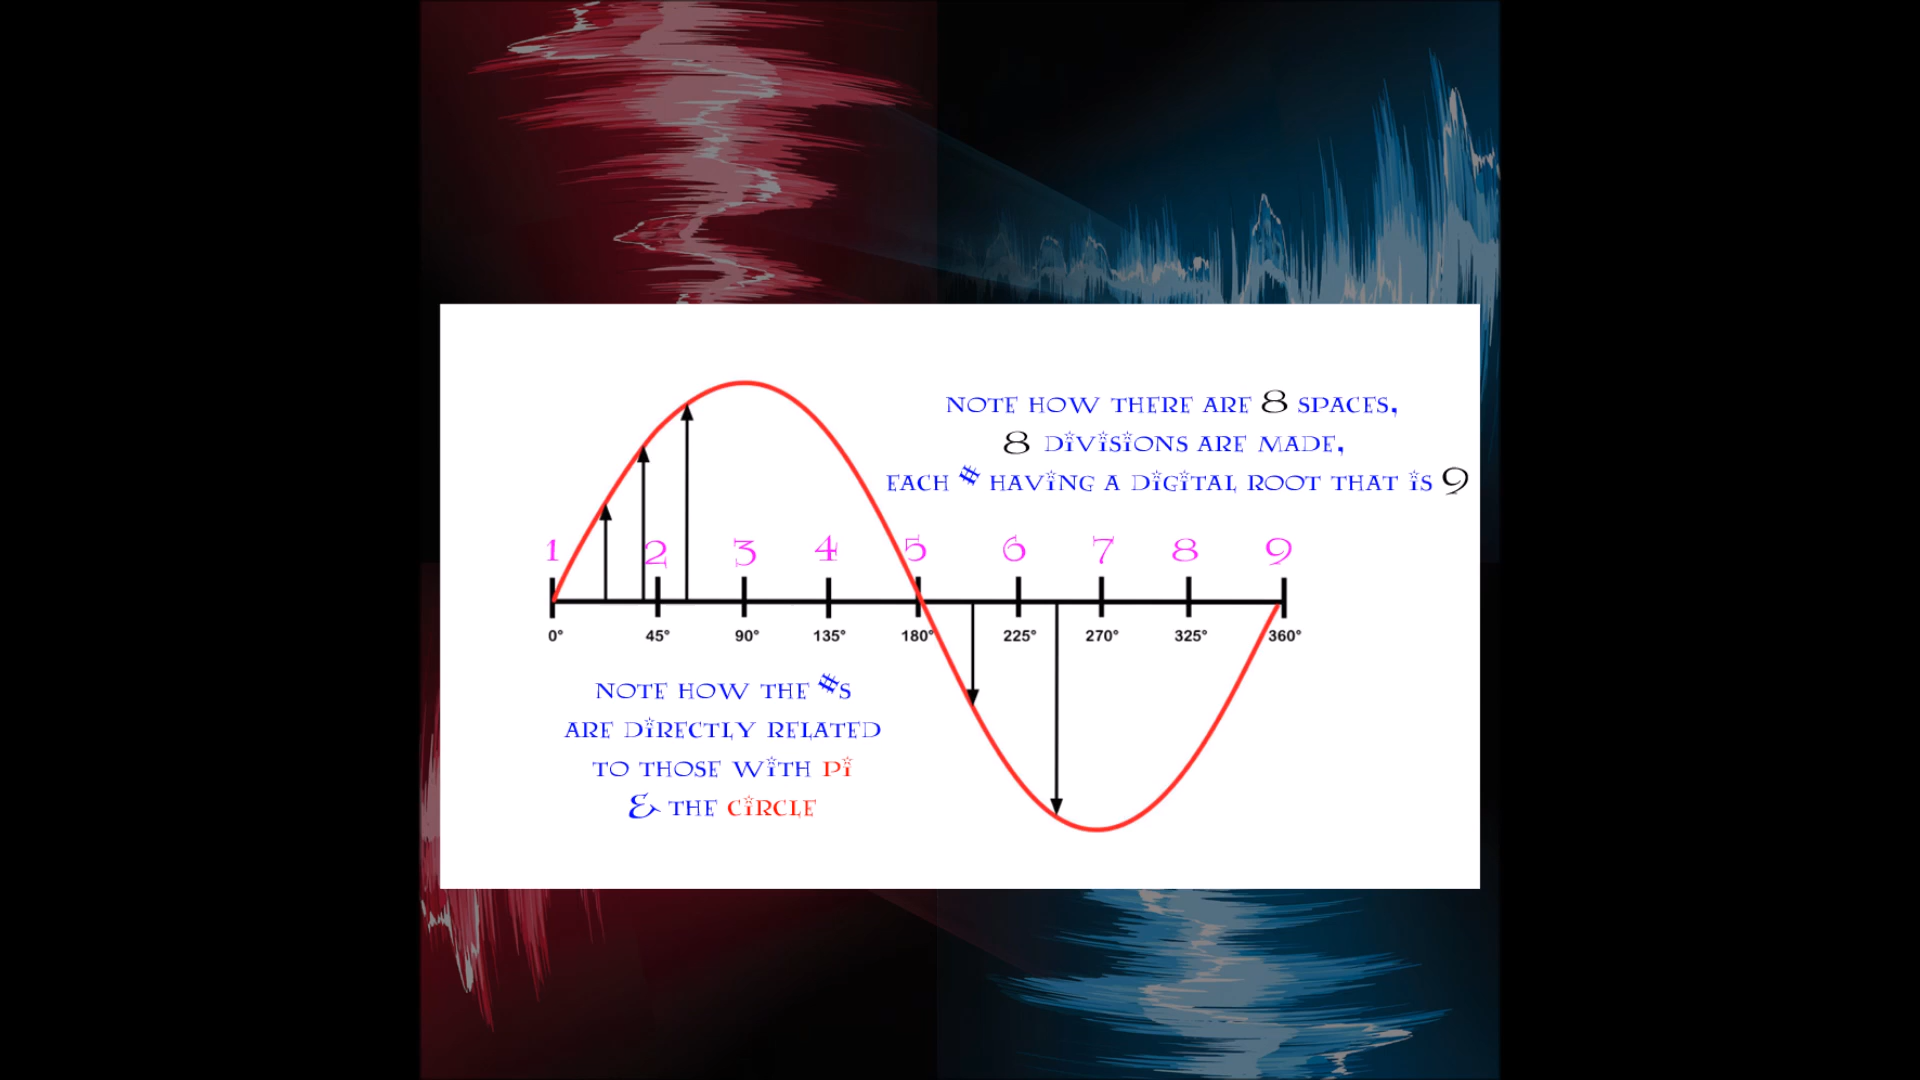 NOTE HOW THERE ARE 8 SPACES,
8 DIVISIONS ARE MADE,
EACH # HAVING A DIGITAL ROOT THAT IS 9
1 2 3 4 5 6 7 8 9
0° 45° 90° 135° 180° 225° 270° 325° 360°
NOTE HOW THE #S
ARE DIRECTLY RELATED
TO THOSE WITH PI
& THE CIRCLE